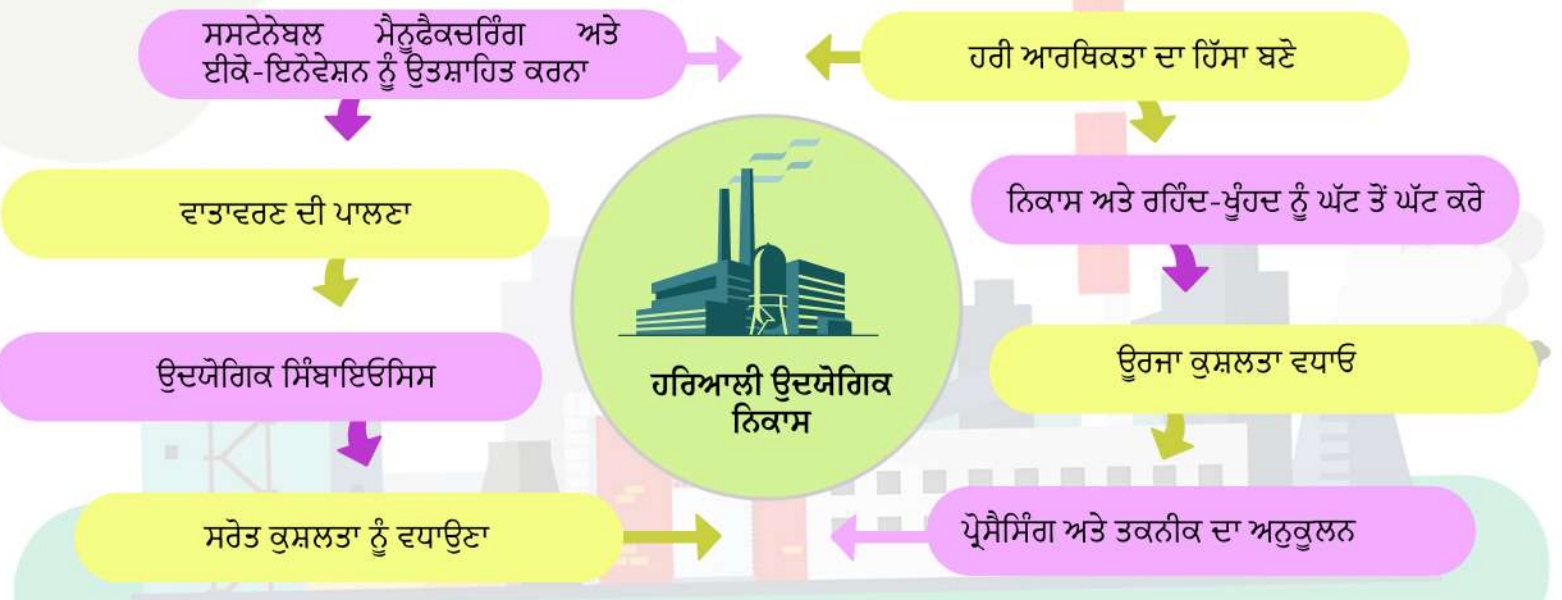 ਸਸਟੇਨੇਬਲ ਮੈਨੂਫੈਕਚਰਿੰਗ ਅਤੇ
ਈਕੋ-ਇਨੋਵੇਸ਼ਨ ਨੂੰ ਉਤਸ਼ਾਹਿਤ ਕਰਨਾ
ਵਾਤਾਵਰਣ ਦੀ ਪਾਲਣਾ
ਉਦਯੋਗਿਕ ਸਿੰਬਾਇਓਸਿਸ
ਸਰੋਤ ਕੁਸ਼ਲਤਾ ਨੂੰ ਵਧਾਉਣਾ
ਹਰਿਆਲੀ ਉਦਯੋਗਿਕ
ਨਿਕਾਸ
ਹਰੀ ਆਰਥਿਕਤਾ ਦਾ ਹਿੱਸਾ ਬਣੋ
ਨਿਕਾਸ ਅਤੇ ਰਹਿੰਦ-ਖੂੰਹਦ ਨੂੰ ਘੱਟ ਤੋਂ ਘੱਟ ਕਰੋ
ਊਰਜਾ ਕੁਸ਼ਲਤਾ ਵਧਾਓ
ਪ੍ਰੋਸੈਸਿੰਗ ਅਤੇ ਤਕਨੀਕ ਦਾ ਅਨੁਕੂਲਨ